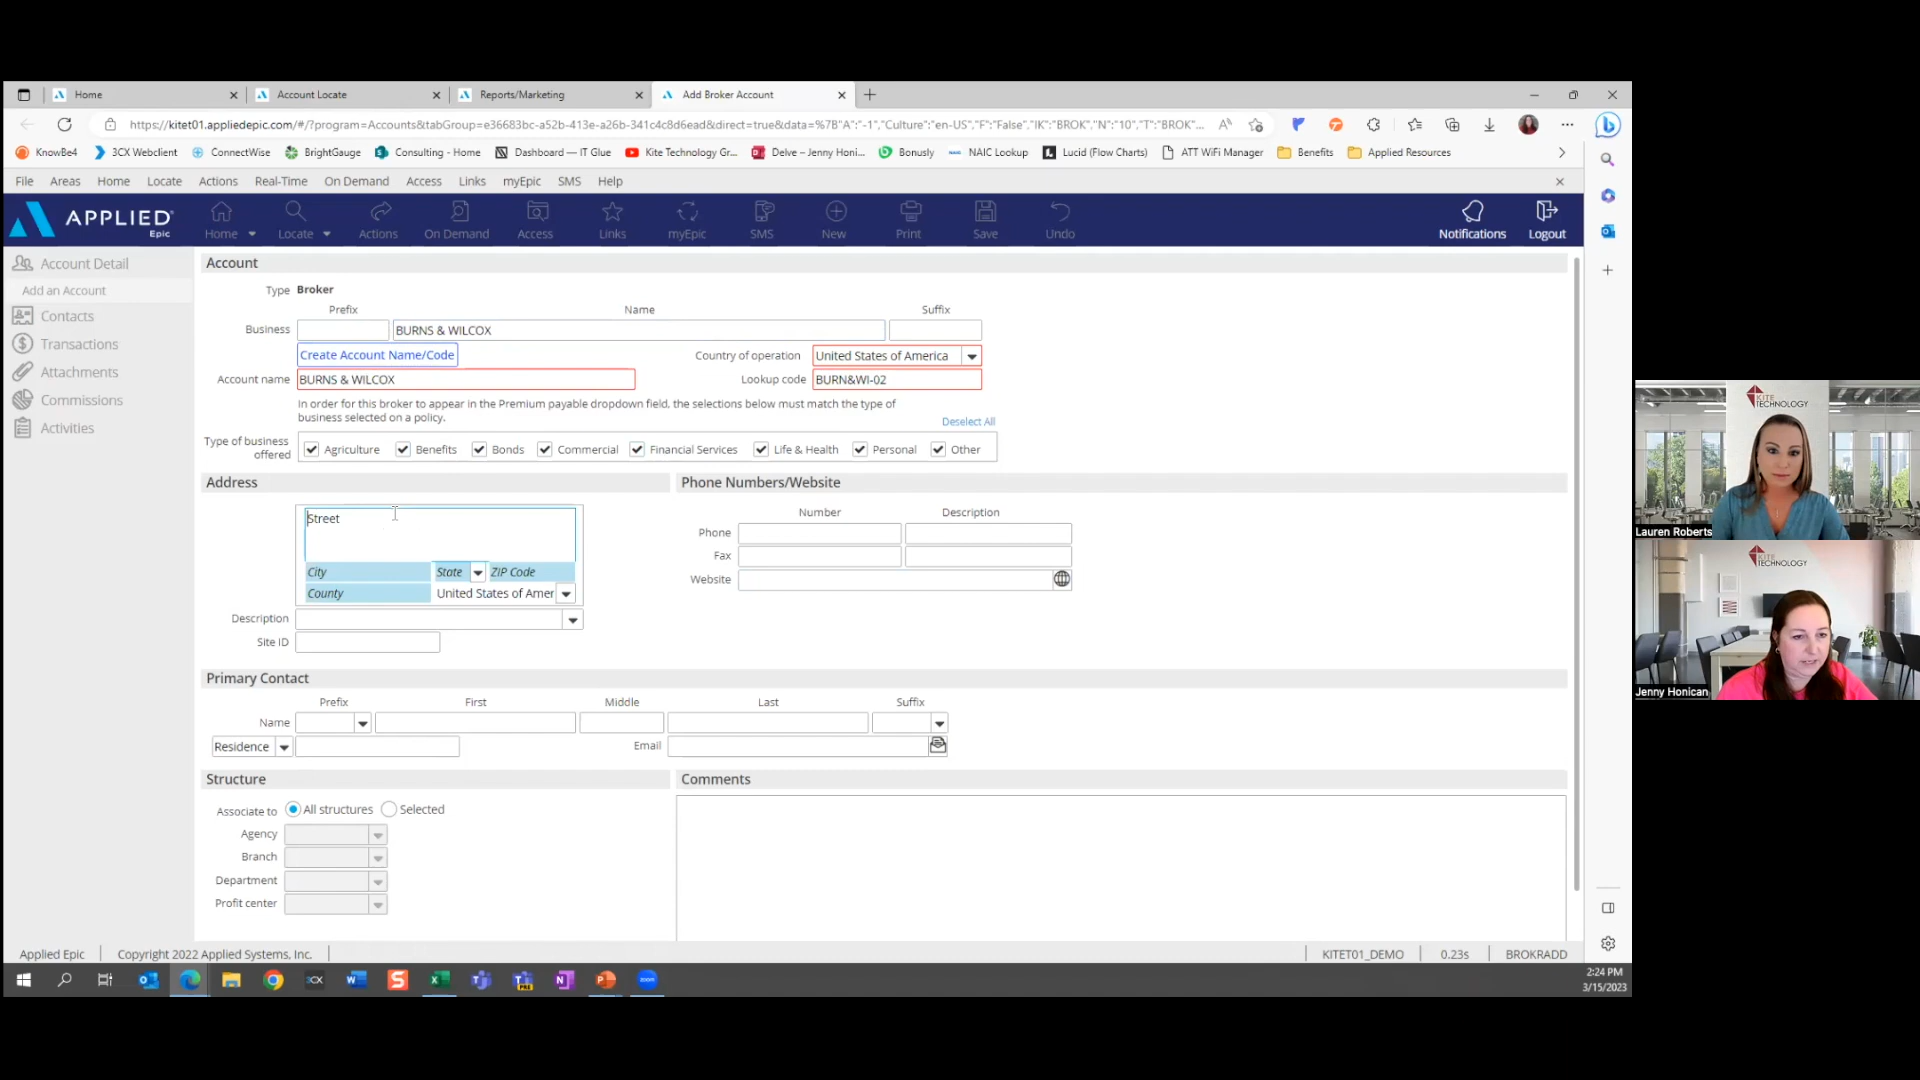 Home
Account Locate
Reports/Marketing
Add Broker Account
https://kitet01.appliedepic.com/#/?program=Accounts&tabGroup=e36683bc-a52b-413e-a26b-341c4c8d6ead&direct=true&data=%7B"A":"-1","Culture":"en-US","F":"False","IK":"BROK","N":"10","T":"BROK"...
KnowBe4 3CX Webclient ConnectWise BrightGauge Consulting - Home Dashboard — IT Glue Kite Technology Gr... Delve – Jenny Honi... Bonusly NAIC Lookup Lucid (Flow Charts) ATT WiFi Manager Benefits Applied Resources
File Areas Home Locate Actions Real-Time On Demand Access Links myEpic SMS Help
APPLIED Epic
Home Locate Actions On Demand Access Links myEpic SMS New Print Save Undo Notifications Logout
Account Detail
Add an Account
Contacts
Transactions
Attachments
Commissions
Activities
Account
Type Broker
Prefix Name Suffix
Business BURNS & WILCOX
Create Account Name/Code Country of operation United States of America
Account name BURNS & WILCOX Lookup code BURN&WI-02
In order for this broker to appear in the Premium payable dropdown field, the selections below must match the type of
business selected on a policy.
Deselect All
Type of business offered Agriculture Benefits Bonds Commercial Financial Services Life & Health Personal Other
Address
Street
City State ZIP Code
County United States of Amer
Description
Site ID
Phone Numbers/Website
Number Description
Phone
Fax
Website
Primary Contact
Prefix First Middle Last Suffix
Name
Residence Email
Structure
Associate to All structures Selected
Agency
Branch
Department
Profit center
Comments
Applied Epic Copyright 2022 Applied Systems, Inc. KITET01_DEMO 0.23s BROKRADD
2:24 PM
3/15/2023
KITE
TECHNOLOGY
Lauren Roberts
KITE
TECHNOLOGY
Jenny Honican